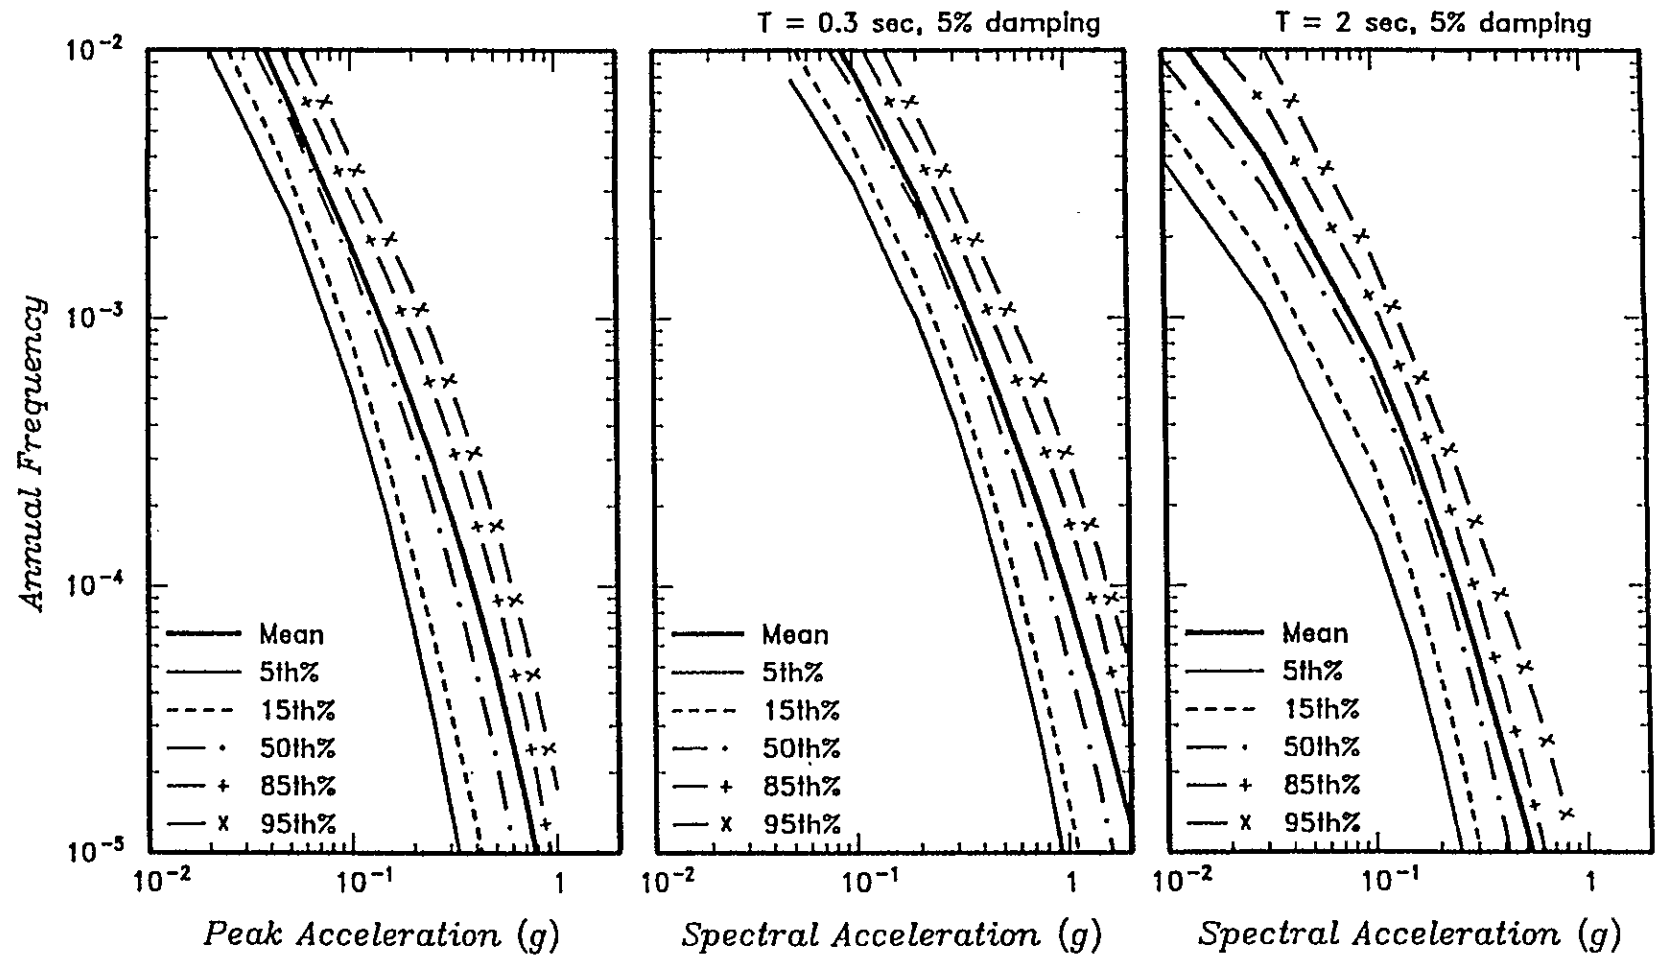 T = 0.3 sec, 5% damping
T = 2 sec, 5% damping
Annual Frequency
10⁻²
10⁻³
10⁻⁴
10⁻⁵
Mean
5th%
15th%
50th%
85th%
95th%
10⁻²
10⁻¹
1
Peak Acceleration (g)
Mean
5th%
15th%
50th%
85th%
95th%
10⁻²
10⁻¹
1
Spectral Acceleration (g)
Mean
5th%
15th%
50th%
85th%
95th%
10⁻²
10⁻¹
1
Spectral Acceleration (g)